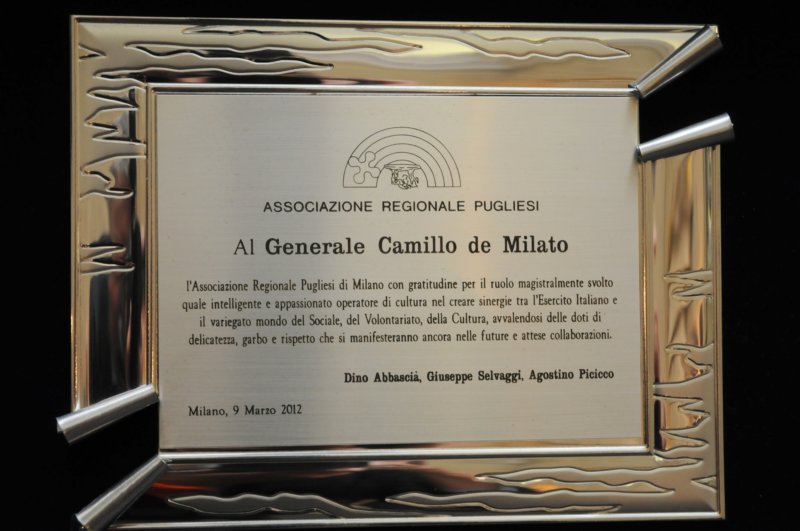 ASSOCIAZIONE REGIONALE PUGLIESI
Al Generale Camillo de Milato
l'Associazione Regionale Pugliesi di Milano con gratitudine per il ruolo magistralmente svolto
quale intelligente e appassionato operatore di cultura nel creare sinergie tra l'Esercito Italiano e
il variegato mondo del Sociale, del Volontariato, della Cultura, avvalendosi delle doti di
delicatezza, garbo e rispetto che si manifesteranno ancora nelle future e attese collaborazioni.
Dino Abbascià, Giuseppe Selvaggi, Agostino Picicco
Milano, 9 Marzo 2012